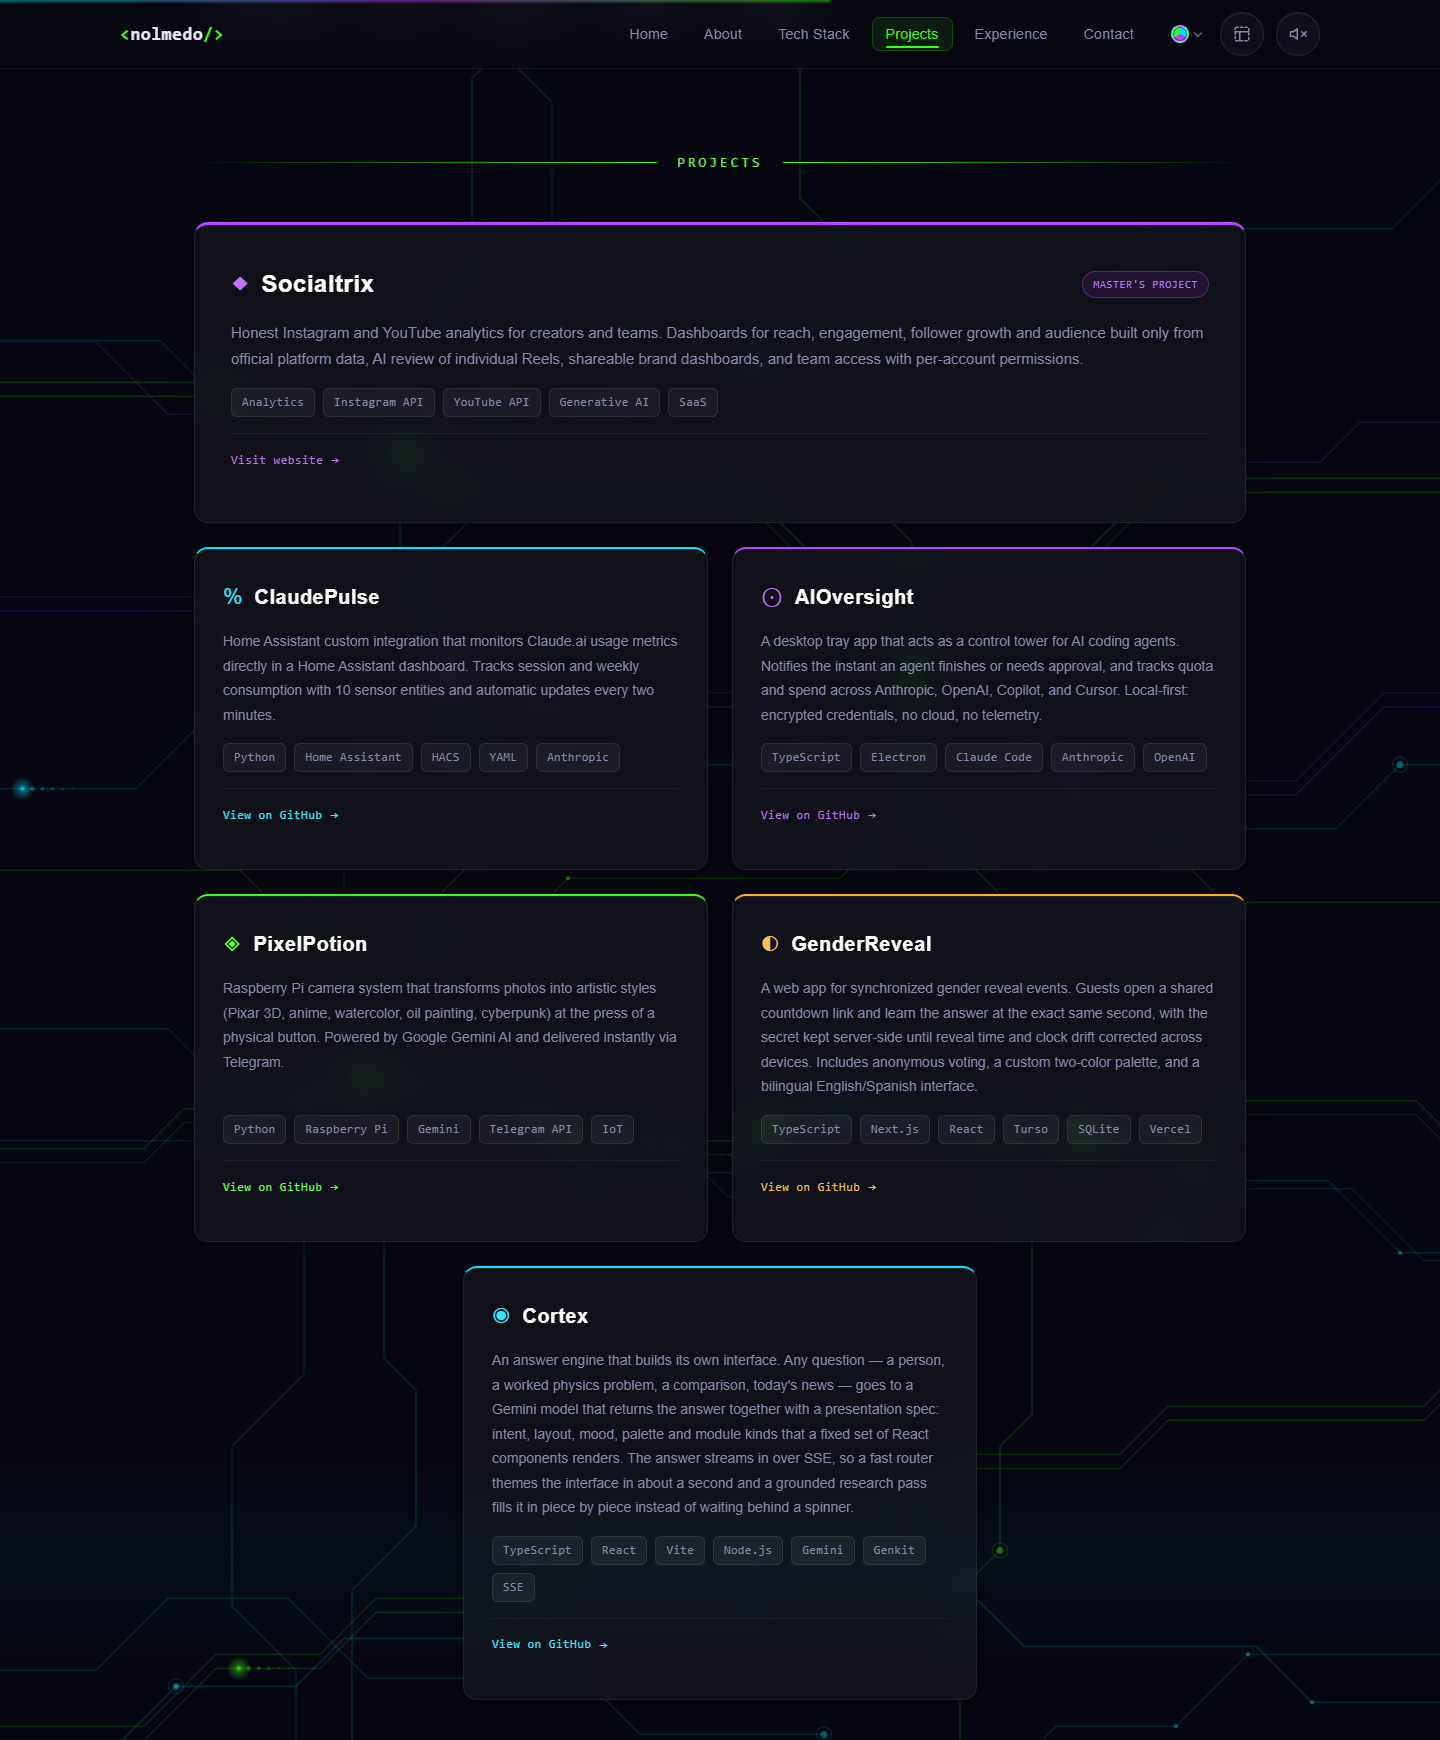 <nolmedo/>
Home
About
Tech Stack
Projects
Experience
Contact
PROJECTS
◆ Socialtrix
MASTER'S PROJECT
Honest Instagram and YouTube analytics for creators and teams. Dashboards for reach, engagement, follower growth and audience built only from
official platform data, AI review of individual Reels, shareable brand dashboards, and team access with per-account permissions.
Analytics
Instagram API
YouTube API
Generative AI
SaaS
Visit website →
% ClaudePulse
Home Assistant custom integration that monitors Claude.ai usage metrics
directly in a Home Assistant dashboard. Tracks session and weekly
consumption with 10 sensor entities and automatic updates every two
minutes.
Python
Home Assistant
HACS
YAML
Anthropic
View on GitHub →
⊙ AIOversight
A desktop tray app that acts as a control tower for AI coding agents.
Notifies the instant an agent finishes or needs approval, and tracks quota
and spend across Anthropic, OpenAI, Copilot, and Cursor. Local-first:
encrypted credentials, no cloud, no telemetry.
TypeScript
Electron
Claude Code
Anthropic
OpenAI
View on GitHub →
◈ PixelPotion
Raspberry Pi camera system that transforms photos into artistic styles
(Pixar 3D, anime, watercolor, oil painting, cyberpunk) at the press of a
physical button. Powered by Google Gemini AI and delivered instantly via
Telegram.
Python
Raspberry Pi
Gemini
Telegram API
IoT
View on GitHub →
◐ GenderReveal
A web app for synchronized gender reveal events. Guests open a shared
countdown link and learn the answer at the exact same second, with the
secret kept server-side until reveal time and clock drift corrected across
devices. Includes anonymous voting, a custom two-color palette, and a
bilingual English/Spanish interface.
TypeScript
Next.js
React
Turso
SQLite
Vercel
View on GitHub →
◉ Cortex
An answer engine that builds its own interface. Any question — a person,
a worked physics problem, a comparison, today's news — goes to a
Gemini model that returns the answer together with a presentation spec:
intent, layout, mood, palette and module kinds that a fixed set of React
components renders. The answer streams in over SSE, so a fast router
themes the interface in about a second and a grounded research pass
fills it in piece by piece instead of waiting behind a spinner.
TypeScript
React
Vite
Node.js
Gemini
Genkit
SSE
View on GitHub →